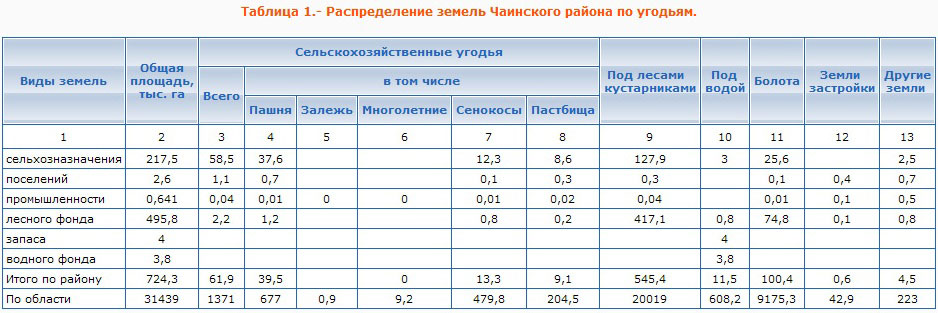 Таблица 1.- Распределение земель Чаинского района по угодьям.
Виды земель Общая площадь, тыс. га Сельскохозяйственные угодья Под лесами кустарниками Под водой Болота Земли застройки Другие земли
Всего в том числе
Пашня Залежь Многолетние Сенокосы Пастбища
1 2 3 4 5 6 7 8 9 10 11 12 13
сельхозназначения 217,5 58,5 37,6 12,3 8,6 127,9 3 25,6 2,5
поселений 2,6 1,1 0,7 0,1 0,3 0,3 0,1 0,4 0,7
промышленности 0,641 0,04 0,01 0 0 0,01 0,02 0,04 0,01 0,1 0,5
лесного фонда 495,8 2,2 1,2 0,8 0,2 417,1 0,8 74,8 0,1 0,8
запаса 4 4
водного фонда 3,8 3,8
Итого по району 724,3 61,9 39,5 0 13,3 9,1 545,4 11,5 100,4 0,6 4,5
По области 31439 1371 677 0,9 9,2 479,8 204,5 20019 608,2 9175,3 42,9 223